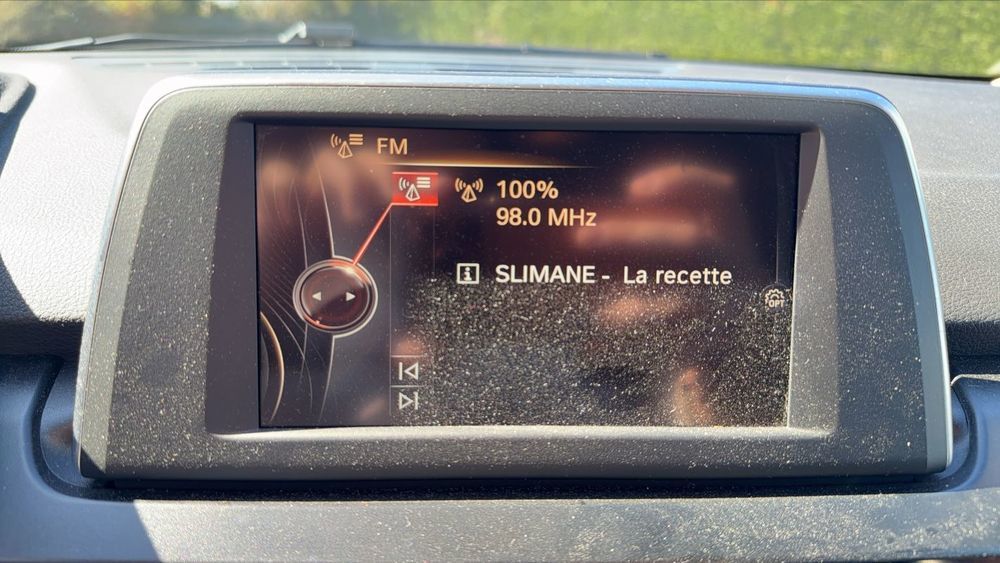 FM
100%
98.0 MHz
SLIMANE - La recette
OPT